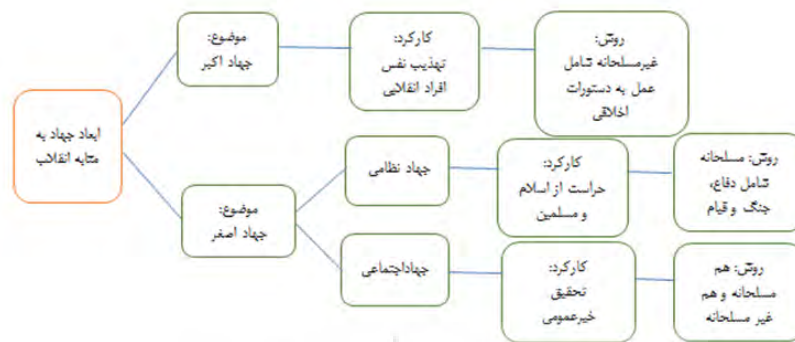 ابعاد جهاد به
مثابه انقلاب
موضوع:
جهاد اکبر
کارکرد:
تهذیب نفس
افراد انقلابی
روش:
غیرمسلحانه شامل
عمل به دستورات
اخلاقی
موضوع:
جهاد اصغر
جهاد نظامی
کارکرد:
حراست از اسلام
و مسلمین
روش: مسلحانه
شامل دفاع،
جنگ و قیام
جهاداجتماعی
کارکرد:
تحقیق
خیرعمومی
روش: هم
مسلحانه و هم
غیر مسلحانه